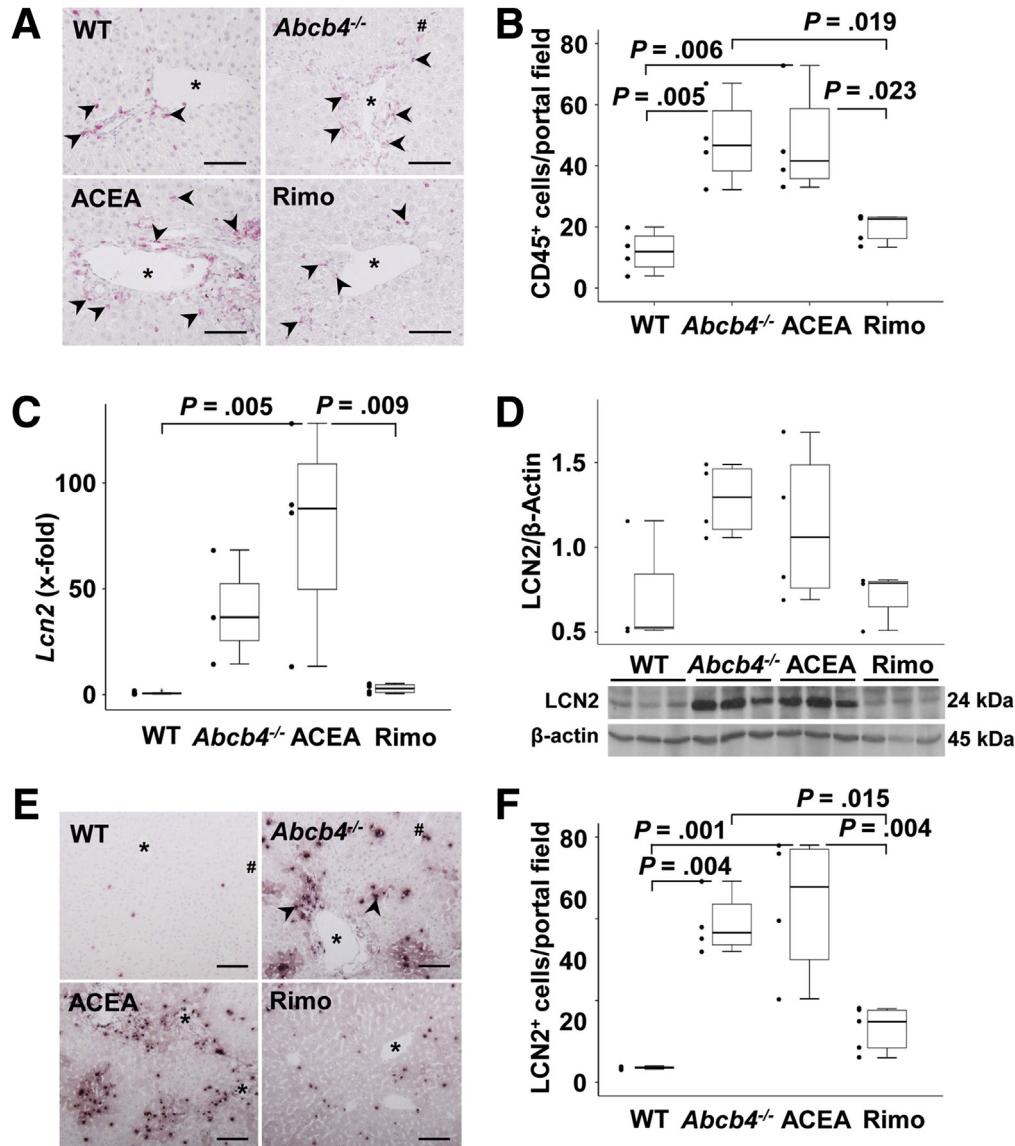 A
WT
*
Abcb4-/-
#
*
ACEA
*
Rimo
*
B
CD45+ cells/portal field
80
60
40
20
0
P = .019
P = .006
P = .005
P = .023
WT Abcb4-/- ACEA Rimo
C
Lcn2 (x-fold)
100
50
0
P = .005
P = .009
WT Abcb4-/- ACEA Rimo
D
LCN2/β-Actin
1.5
1.0
0.5
WT Abcb4-/- ACEA Rimo
LCN2 24 kDa
β-actin 45 kDa
E
WT
*
#
Abcb4-/-
#
*
ACEA
*
*
Rimo
*
F
LCN2+ cells/portal field
80
60
40
20
0
P = .015
P = .001
P = .004
P = .004
WT Abcb4-/- ACEA Rimo